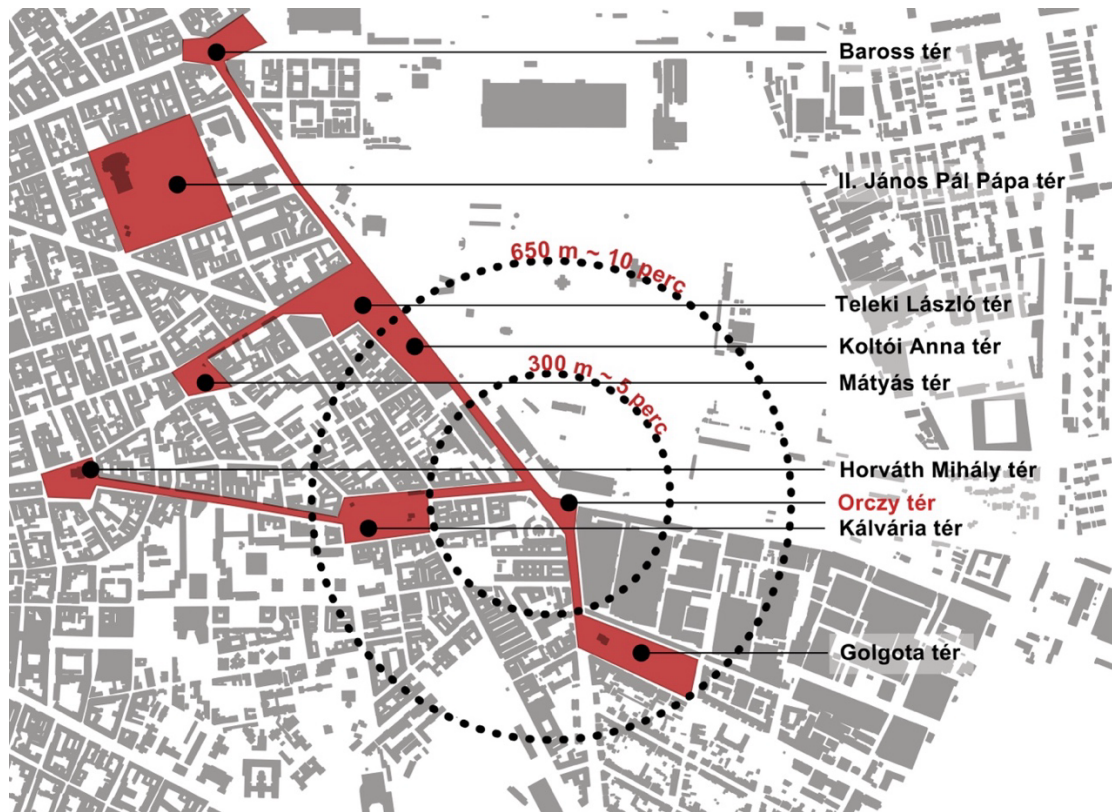 Baross tér
II. János Pál Pápa tér
650 m ~ 10 perc
Teleki László tér
Koltói Anna tér
300 m ~ 5 perc
Mátyás tér
Horváth Mihály tér
Orczy tér
Kálvária tér
Golgota tér